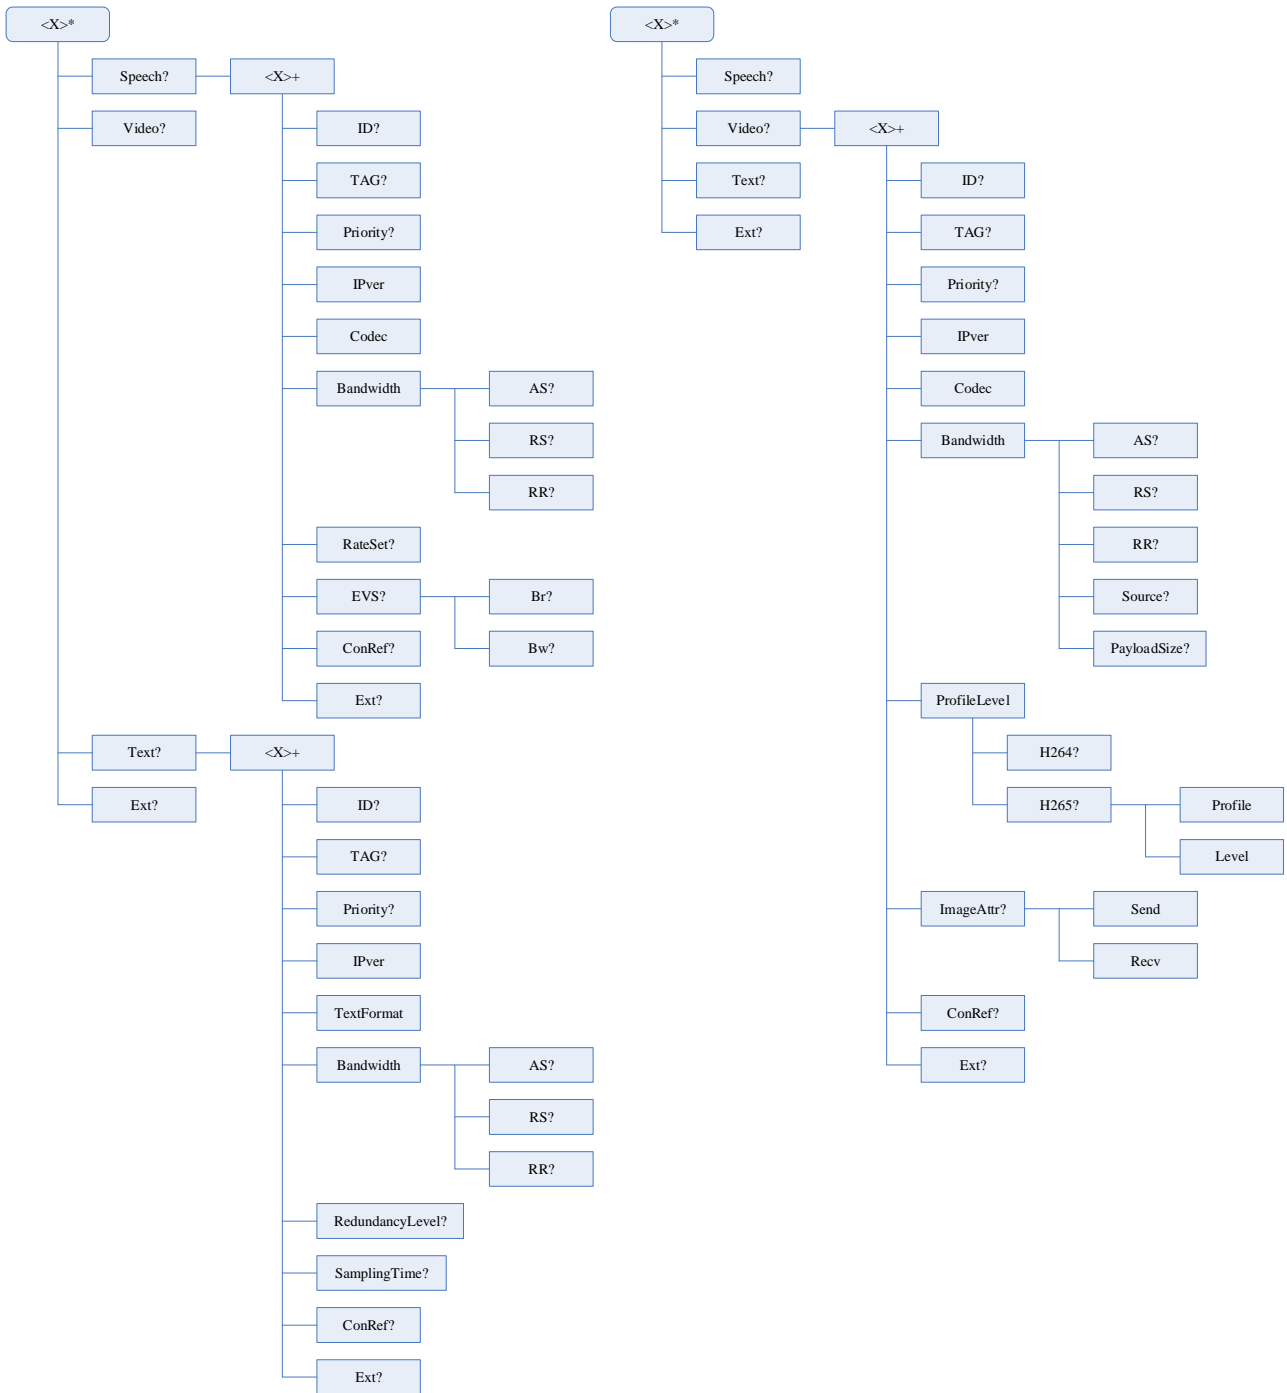 <X>*
Speech?
<X>+
Video?
ID?
TAG?
Priority?
IPver
Codec
Bandwidth
AS?
RS?
RR?
RateSet?
EVS?
Br?
ConRef?
Bw?
Ext?
Text?
<X>+
Ext?
ID?
TAG?
Priority?
IPver
TextFormat
Bandwidth
AS?
RS?
RR?
RedundancyLevel?
SamplingTime?
ConRef?
Ext?
<X>*
Speech?
Video?
<X>+
Text?
ID?
Ext?
TAG?
Priority?
IPver
Codec
Bandwidth
AS?
RS?
RR?
Source?
PayloadSize?
ProfileLevel
H264?
H265?
Profile
Level
ImageAttr?
Send
Recv
ConRef?
Ext?